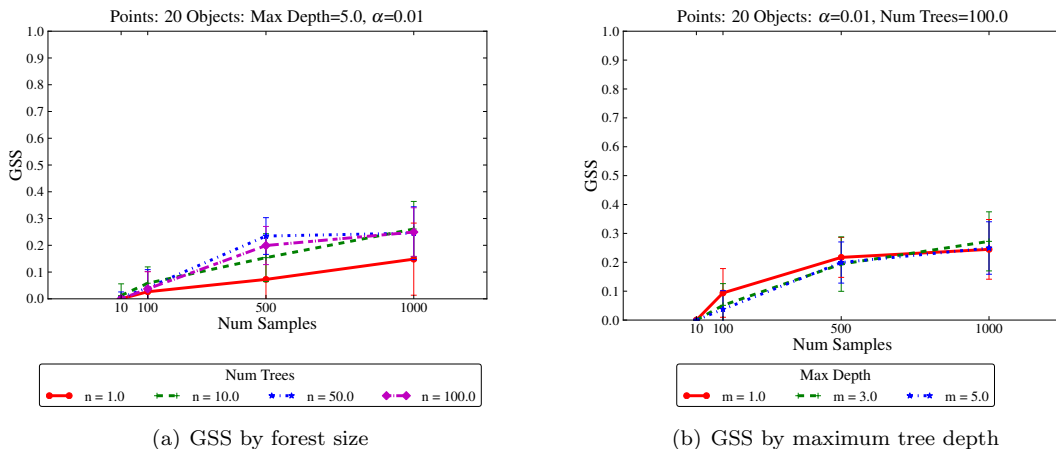 Points: 20 Objects: Max Depth=5.0, α=0.01
1.0
0.9
0.8
0.7
0.6
0.5
0.4
0.3
0.2
0.1
0.0
GSS
10 100 500 1000
Num Samples
Num Trees
n = 1.0 n = 10.0 n = 50.0 n = 100.0
(a) GSS by forest size
Points: 20 Objects: α=0.01, Num Trees=100.0
1.0
0.9
0.8
0.7
0.6
0.5
0.4
0.3
0.2
0.1
0.0
GSS
10 100 500 1000
Num Samples
Max Depth
m = 1.0 m = 3.0 m = 5.0
(b) GSS by maximum tree depth